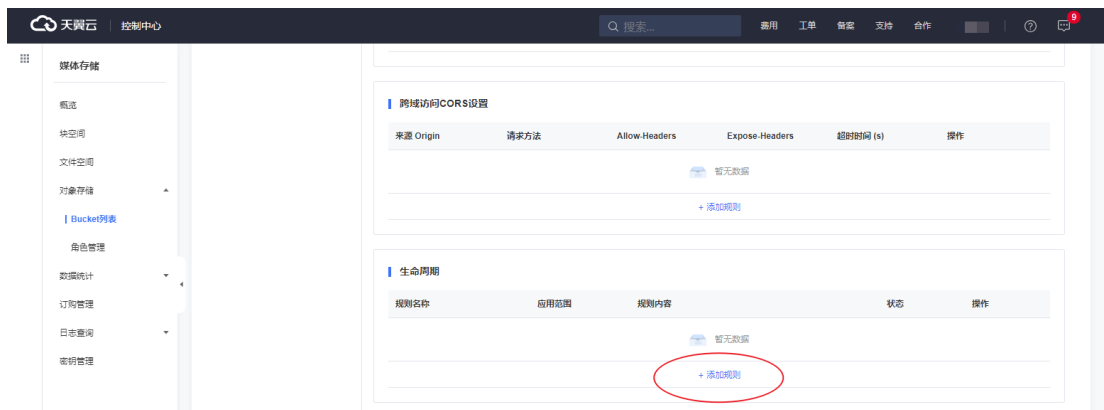 天翼云 控制中心 搜索... 费用 工单 备案 支持 合作 9
媒体存储
概览
块空间
文件空间
对象存储
Bucket列表
角色管理
数据统计
订购管理
日志查询
密钥管理
跨域访问CORS设置
来源 Origin 请求方法 Allow-Headers Expose-Headers 超时时间 (s) 操作
暂无数据
+ 添加规则
生命周期
规则名称 应用范围 规则内容 状态 操作
暂无数据
+ 添加规则